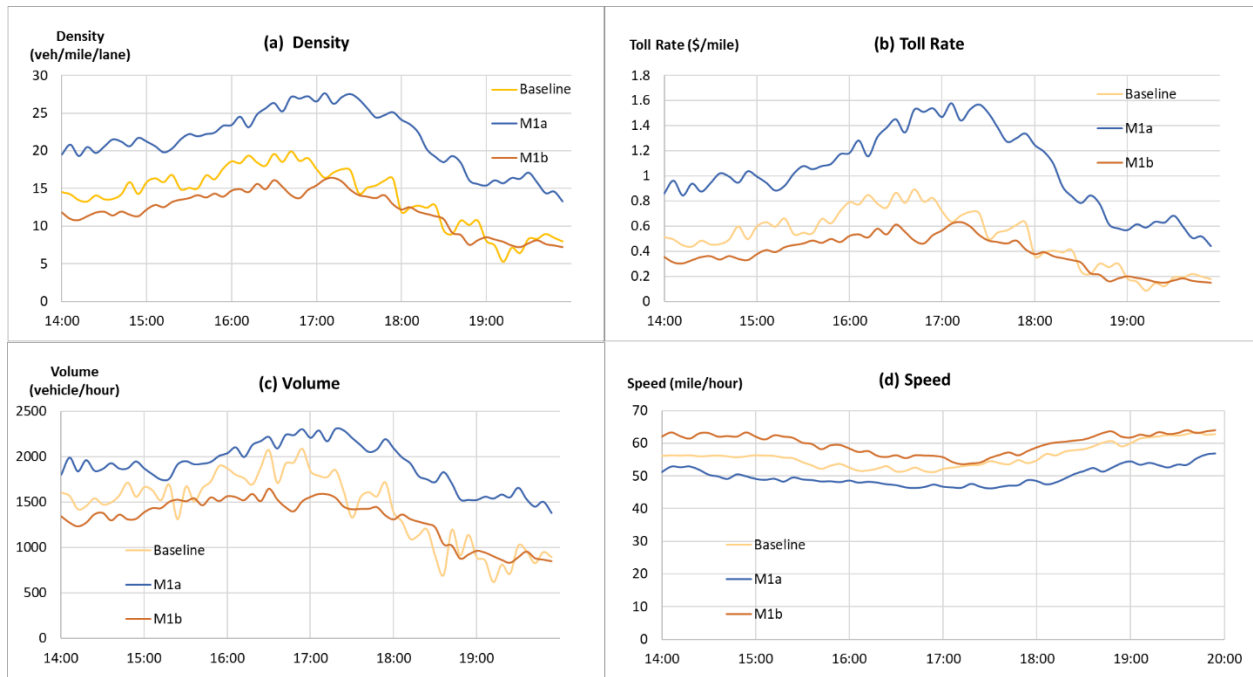 Density
(veh/mile/lane)
(a) Density
30
25
20
15
10
5
0
14:00 15:00 16:00 17:00 18:00 19:00
Baseline
M1a
M1b
Toll Rate ($/mile)
(b) Toll Rate
1.8
1.6
1.4
1.2
1
0.8
0.6
0.4
0.2
0
14:00 15:00 16:00 17:00 18:00 19:00
Baseline
M1a
M1b
Volume
(vehicle/hour)
(c) Volume
2500
2000
1500
1000
500
0
14:00 15:00 16:00 17:00 18:00 19:00
Baseline
M1a
M1b
Speed (mile/hour)
(d) Speed
70
60
50
40
30
20
10
0
14:00 15:00 16:00 17:00 18:00 19:00 20:00
Baseline
M1a
M1b